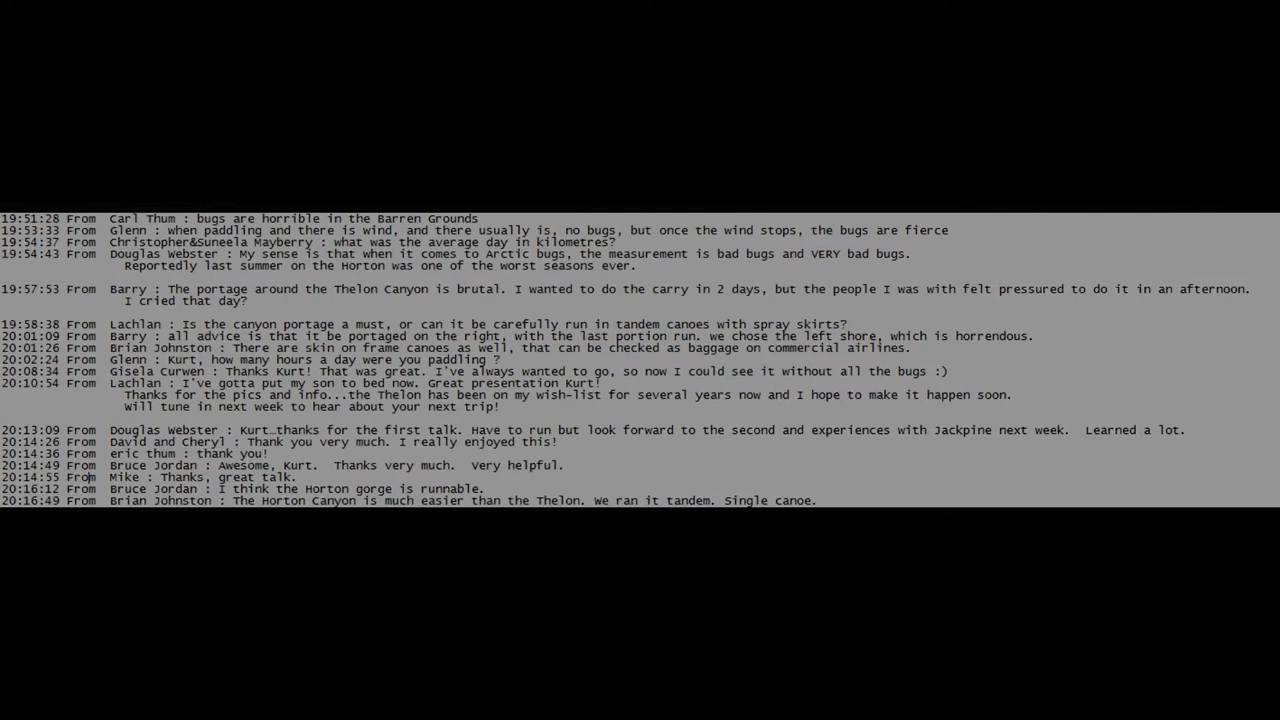 19:51:28 From  Carl Thum : bugs are horrible in the Barren Grounds
19:53:33 From  Glenn : when paddling and there is wind, and there usually is, no bugs, but once the wind stops, the bugs are fierce
19:54:37 From  Christopher&Suneela Mayberry : what was the average day in kilometres?
19:54:43 From  Douglas Webster : My sense is that when it comes to Arctic bugs, the measurement is bad bugs and VERY bad bugs.
Reportedly last summer on the Horton was one of the worst seasons ever.
19:57:53 From  Barry : The portage around the Thelon Canyon is brutal. I wanted to do the carry in 2 days, but the people I was with felt pressured to do it in an afternoon.
I cried that day?
19:58:38 From  Lachlan : Is the canyon portage a must, or can it be carefully run in tandem canoes with spray skirts?
20:01:09 From  Barry : all advice is that it be portaged on the right, with the last portion run. we chose the left shore, which is horrendous.
20:01:26 From  Brian Johnston : There are skin on frame canoes as well, that can be checked as baggage on commercial airlines.
20:02:24 From  Glenn : Kurt, how many hours a day were you paddling ?
20:08:34 From  Gisela Curwen : Thanks Kurt! That was great. I've always wanted to go, so now I could see it without all the bugs :)
20:10:54 From  Lachlan : I've gotta put my son to bed now. Great presentation Kurt!
Thanks for the pics and info...the Thelon has been on my wish-list for several years now and I hope to make it happen soon.
Will tune in next week to hear about your next trip!
20:13:09 From  Douglas Webster : Kurt…thanks for the first talk. Have to run but look forward to the second and experiences with Jackpine next week.  Learned a lot.
20:14:26 From  David and Cheryl : Thank you very much. I really enjoyed this!
20:14:36 From  eric thum : thank you!
20:14:49 From  Bruce Jordan : Awesome, Kurt.  Thanks very much.  Very helpful.
20:14:55 From  Mike : Thanks, great talk.
20:16:12 From  Bruce Jordan : I think the Horton gorge is runnable.
20:16:49 From  Brian Johnston : The Horton Canyon is much easier than the Thelon. We ran it tandem. Single canoe.